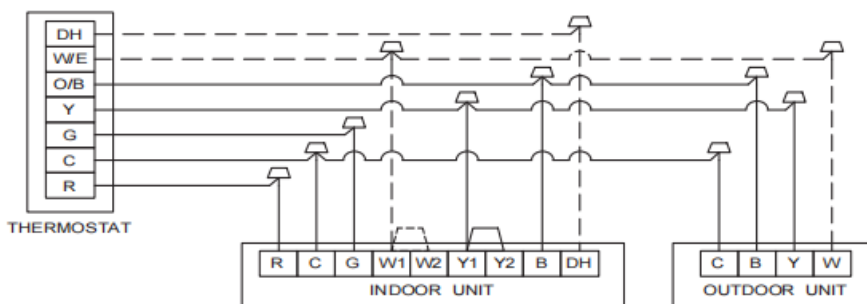 DH
W/E
O/B
Y
G
C
R
THERMOSTAT
R C G W1 W2 Y1 Y2 B DH
INDOOR UNIT
C B Y W
OUTDOOR UNIT